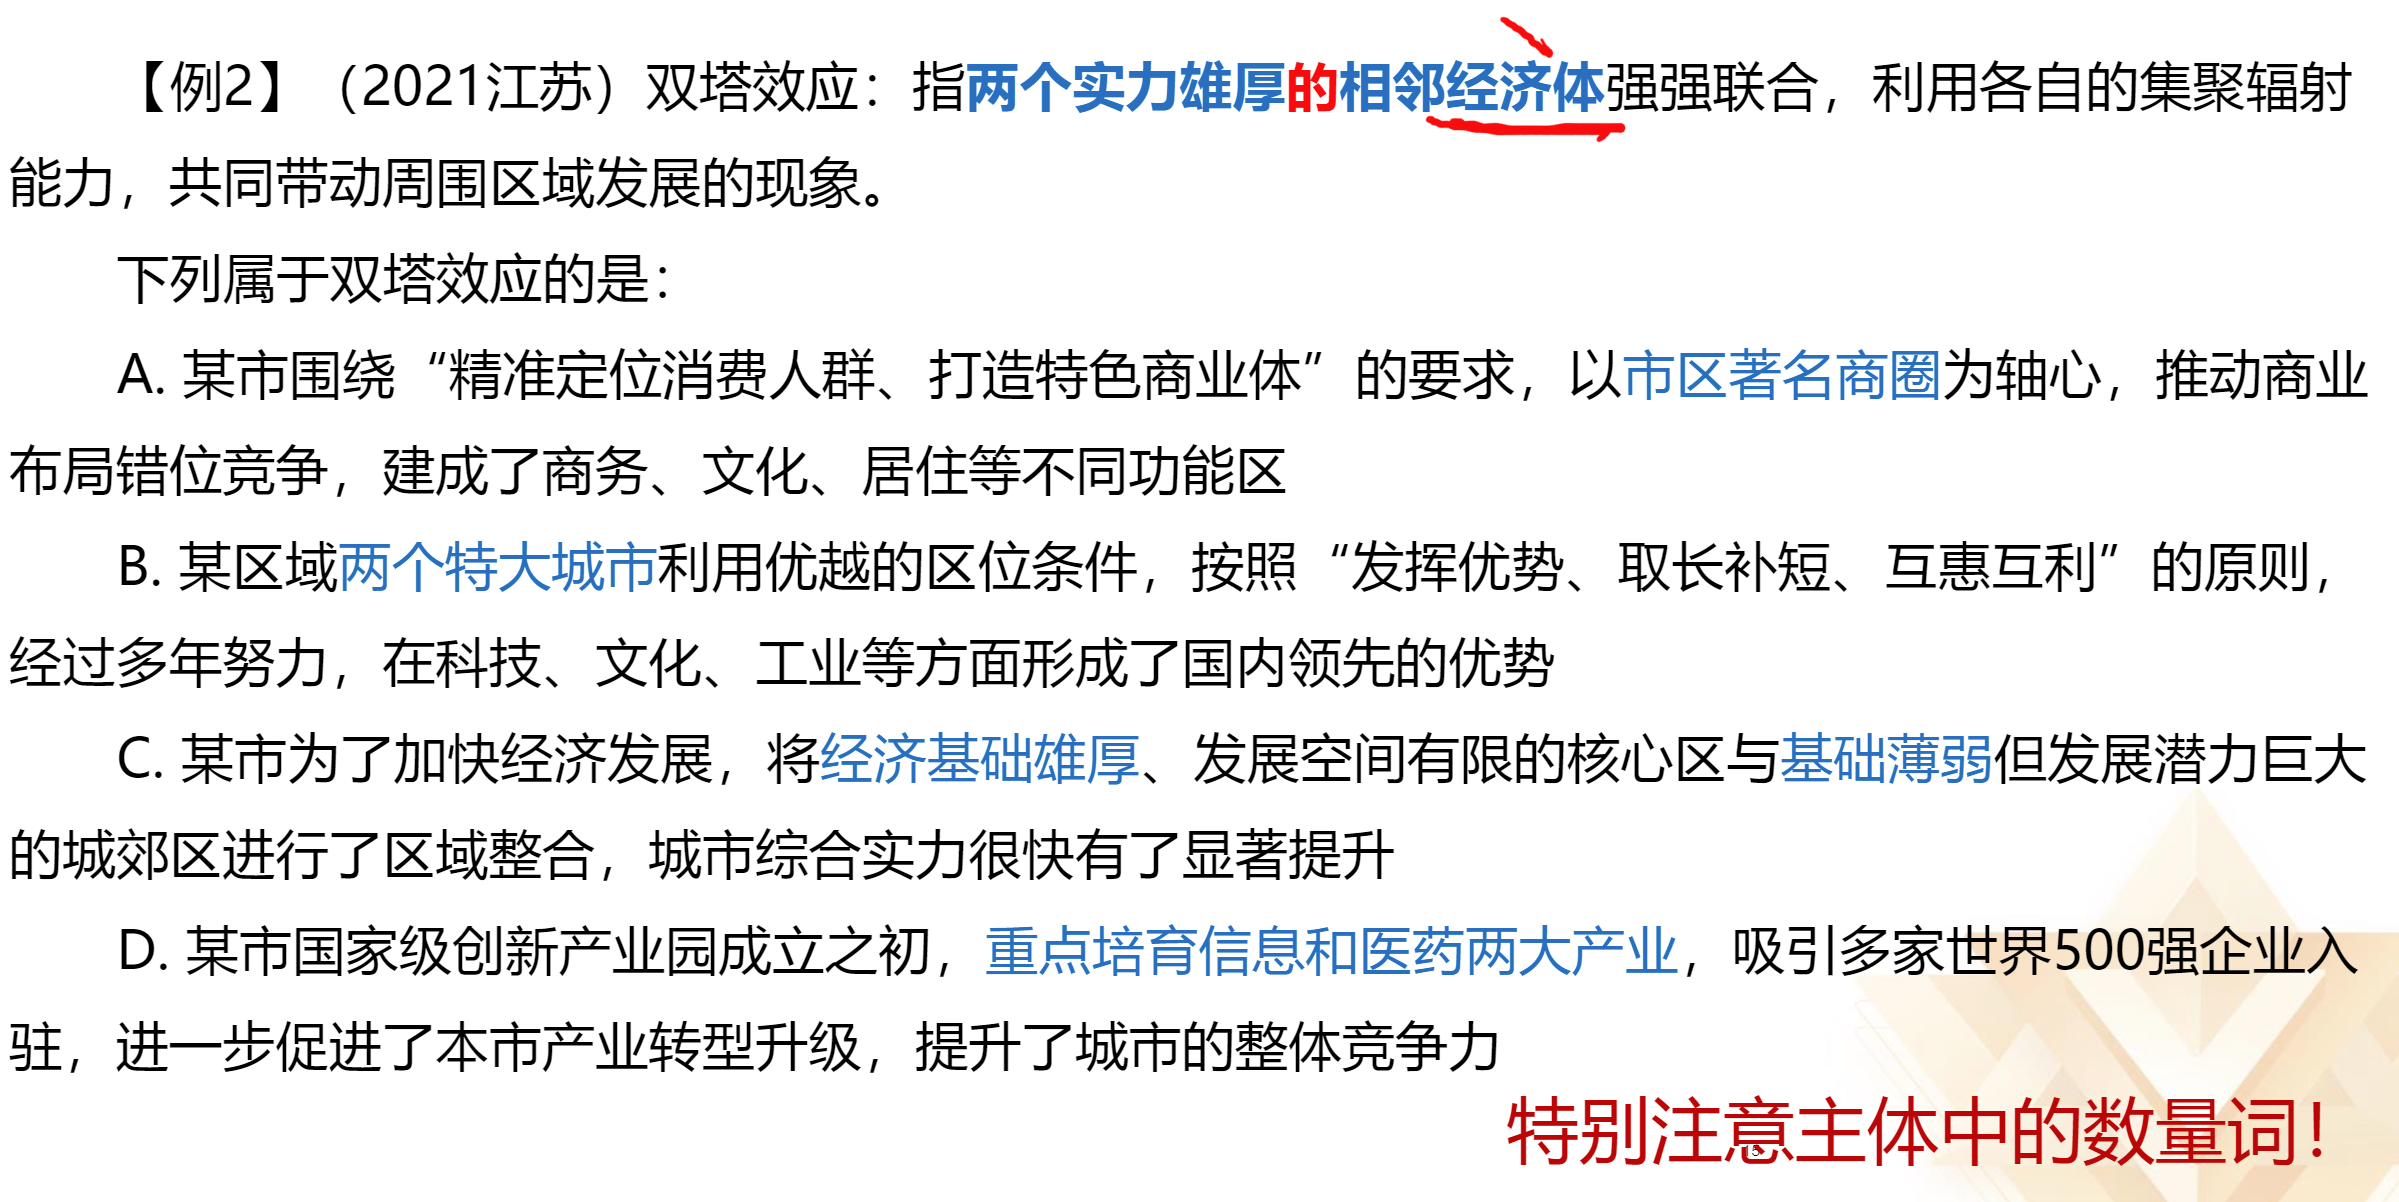 【例2】（2021江苏）双塔效应：指两个实力雄厚的相邻经济体强强联合，利用各自的集聚辐射
能力，共同带动周围区域发展的现象。
下列属于双塔效应的是：
A. 某市围绕“精准定位消费人群、打造特色商业体”的要求，以市区著名商圈为轴心，推动商业
布局错位竞争，建成了商务、文化、居住等不同功能区
B. 某区域两个特大城市利用优越的区位条件，按照“发挥优势、取长补短、互惠互利”的原则，
经过多年努力，在科技、文化、工业等方面形成了国内领先的优势
C. 某市为了加快经济发展，将经济基础雄厚、发展空间有限的核心区与基础薄弱但发展潜力巨大
的城郊区进行了区域整合，城市综合实力很快有了显著提升
D. 某市国家级创新产业园成立之初，重点培育信息和医药两大产业，吸引多家世界500强企业入
驻，进一步促进了本市产业转型升级，提升了城市的整体竞争力
特别注意主体中的数量词！
15